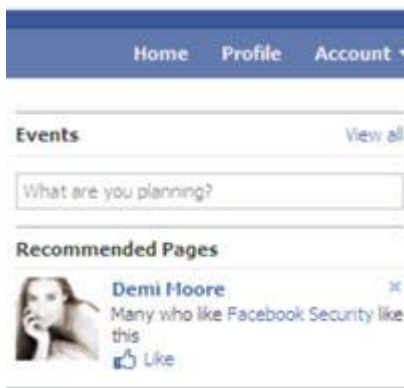 Home Profile Account
Events View all
What are you planning?
Recommended Pages
Demi Moore
Many who like Facebook Security like
this
Like